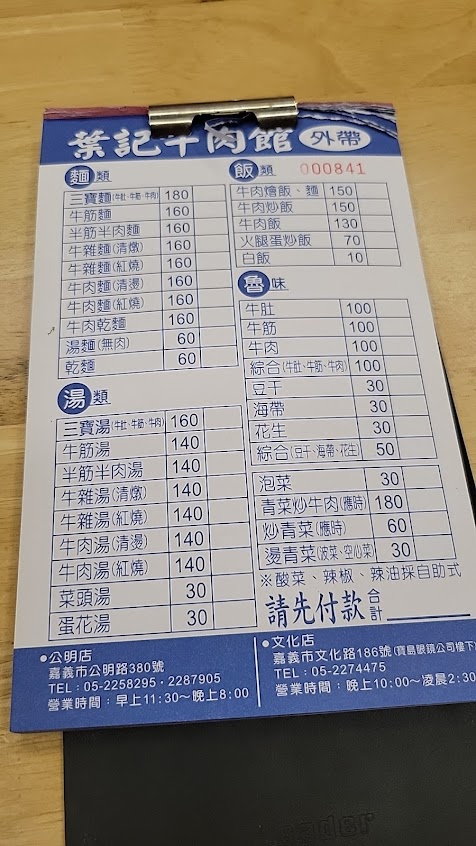 葉記牛肉館 外帶
麵類
三寶麵(牛肚、牛筋、牛肉) 180
牛筋麵 160
半筋半肉麵 160
牛雜麵(清燉) 160
牛雜麵(紅燒) 160
牛肉麵(清燙) 160
牛肉麵(紅燒) 160
牛肉乾麵 160
湯麵(無肉) 60
乾麵 60
湯類
三寶湯(牛肚、牛筋、牛肉) 160
牛筋湯 140
半筋半肉湯 140
牛雜湯(清燉) 140
牛雜湯(紅燒) 140
牛肉湯(清燙) 140
牛肉湯(紅燒) 140
菜頭湯 30
蛋花湯 30
飯類 000841
牛肉燴飯、麵 150
牛肉炒飯 150
牛肉飯 130
火腿蛋炒飯 70
白飯 10
魯味
牛肚 100
牛筋 100
牛肉 100
綜合(牛肚、牛筋、牛肉) 100
豆干 30
海帶 30
花生 30
綜合(豆干、海帶、花生) 50
泡菜 30
青菜炒牛肉(應時) 180
炒青菜(應時) 60
燙青菜(波菜、空心菜) 30
※酸菜、辣椒、辣油採自助式
請先付款 合計
●公明店
嘉義市公明路380號
TEL：05-2258295・2287905
營業時間：早上11:30～晚上8:00
●文化店
嘉義市文化路186號(寶島眼鏡公司樓下)
TEL：05-2274475
營業時間：晚上10:00～凌晨2:30